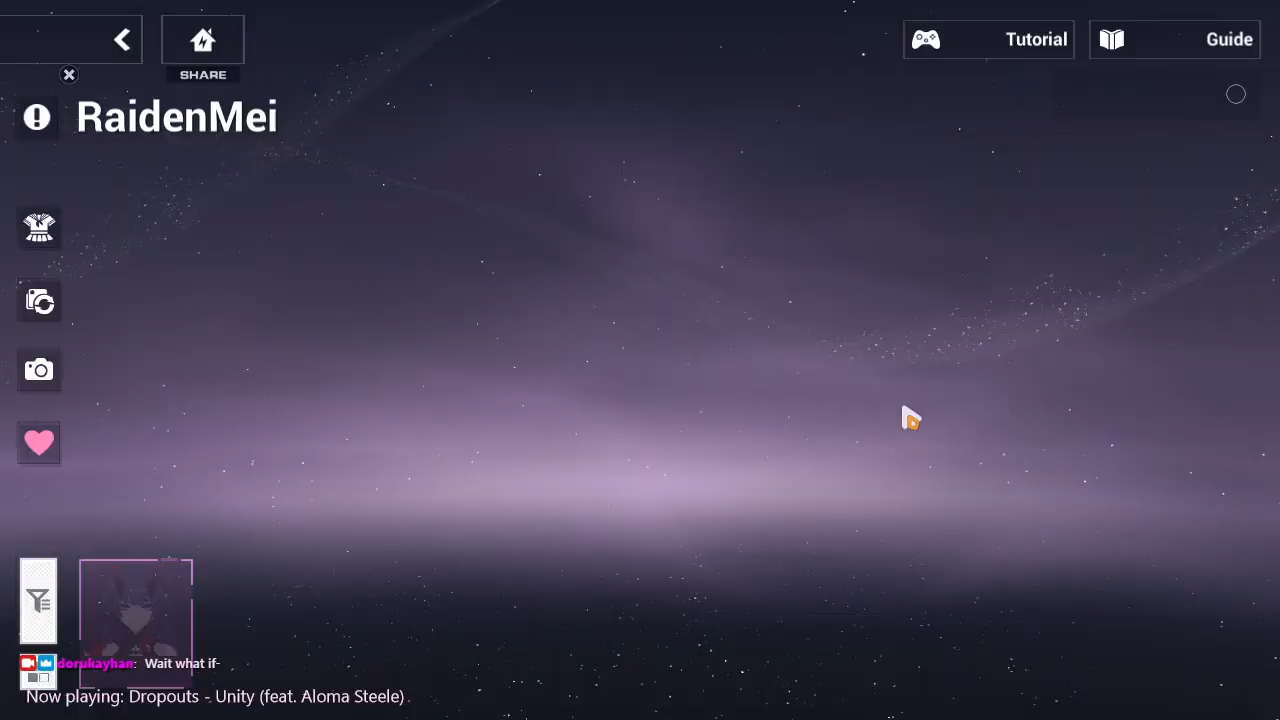 SHARE
Tutorial
Guide
RaidenMei
dorukayhan: Wait what if-
Now playing: Dropouts - Unity (feat. Aloma Steele)